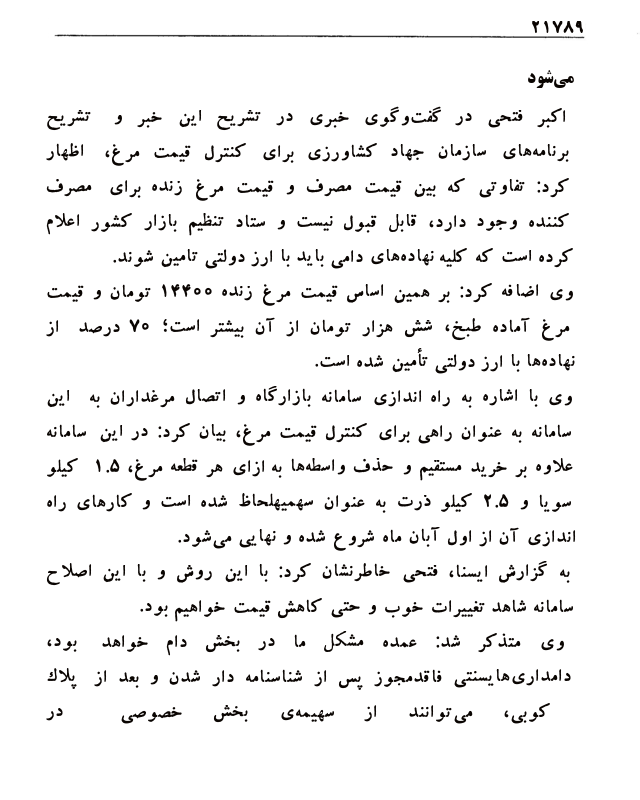 ۲۱۷۸۹
می‌شود
اکبر فتحی در گفت‌وگوی خبری در تشریح این خبر و تشریح
برنامه‌های سازمان جهاد کشاورزی برای کنترل قیمت مرغ، اظهار
کرد: تفاوتی که بین قیمت مصرف و قیمت مرغ زنده برای مصرف
کننده وجود دارد، قابل قبول نیست و ستاد تنظیم بازار کشور اعلام
کرده است که کلیه نهاده‌های دامی باید با ارز دولتی تامین شوند.
وی اضافه کرد: بر همین اساس قیمت مرغ زنده ۱۴۴۰۰ تومان و قیمت
مرغ آماده طبخ، شش هزار تومان از آن بیشتر است؛ ۷۰ درصد از
نهاده‌ها با ارز دولتی تأمین شده است.
وی با اشاره به راه اندازی سامانه بازارگاه و اتصال مرغداران به این
سامانه به عنوان راهی برای کنترل قیمت مرغ، بیان کرد: در این سامانه
علاوه بر خرید مستقیم و حذف واسطه‌ها به ازای هر قطعه مرغ، ۱.۵ کیلو
سویا و ۲.۵ کیلو ذرت به عنوان سهمیهلحاظ شده است و کارهای راه
اندازی آن از اول آبان ماه شروع شده و نهایی می‌شود.
به گزارش ایسنا، فتحی خاطرنشان کرد: با این روش و با این اصلاح
سامانه شاهد تغییرات خوب و حتی کاهش قیمت خواهیم بود.
وی متذکر شد: عمده مشکل ما در بخش دام خواهد بود،
دامداری‌هایسنتی فاقدمجوز پس از شناسنامه دار شدن و بعد از پلاك
کوبی، می‌توانند از سهیمه‌ی بخش خصوصی در